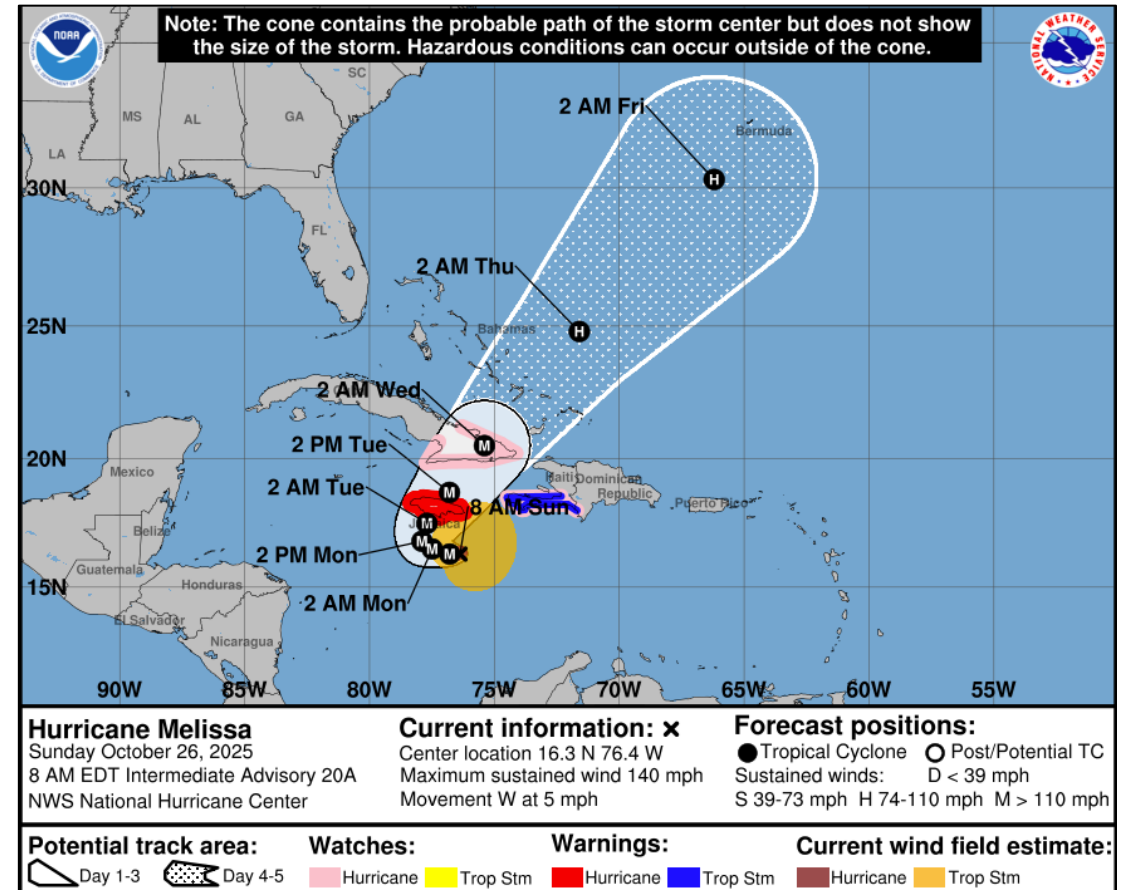 Note: The cone contains the probable path of the storm center but does not show
the size of the storm. Hazardous conditions can occur outside of the cone.
NOAA
NATIONAL WEATHER SERVICE
SC
MS
AL
GA
LA
FL
2 AM Fri
Bermuda
30N
2 AM Thu
25N
Bahamas
2 AM Wed
2 PM Tue
20N
Mexico
Haiti
Dominican
Republic
Puerto Rico
2 AM Tue
8 AM Sun
Belize
2 PM Mon
Guatemala
Honduras
15N
2 AM Mon
El Salvador
Nicaragua
H
H
M
M
M
M
M
M
90W
85W
80W
75W
70W
65W
60W
55W
Hurricane Melissa
Sunday October 26, 2025
8 AM EDT Intermediate Advisory 20A
NWS National Hurricane Center
Current information: x
Center location 16.3 N 76.4 W
Maximum sustained wind 140 mph
Movement W at 5 mph
Forecast positions:
Tropical Cyclone Post/Potential TC
Sustained winds: D < 39 mph
S 39-73 mph H 74-110 mph M > 110 mph
Potential track area:
Day 1-3 Day 4-5
Watches:
Hurricane Trop Stm
Warnings:
Hurricane Trop Stm
Current wind field estimate:
Hurricane Trop Stm